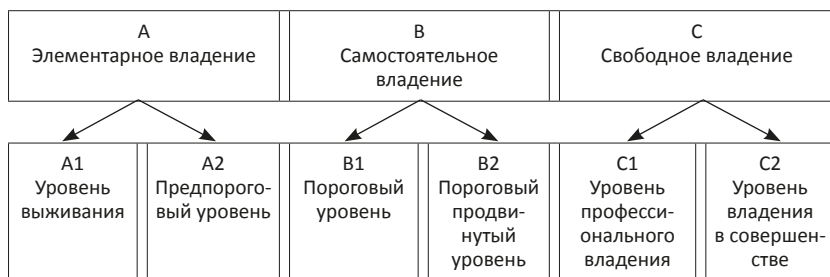 A
Элементарное владение
B
Самостоятельное
владение
C
Свободное владение
A1
Уровень
выживания
A2
Предпорого-
вый уровень
B1
Пороговый
уровень
B2
Пороговый
продви-
нутый
уровень
C1
Уровень
професси-
онального
владения
C2
Уровень
владения
в совершен-
стве